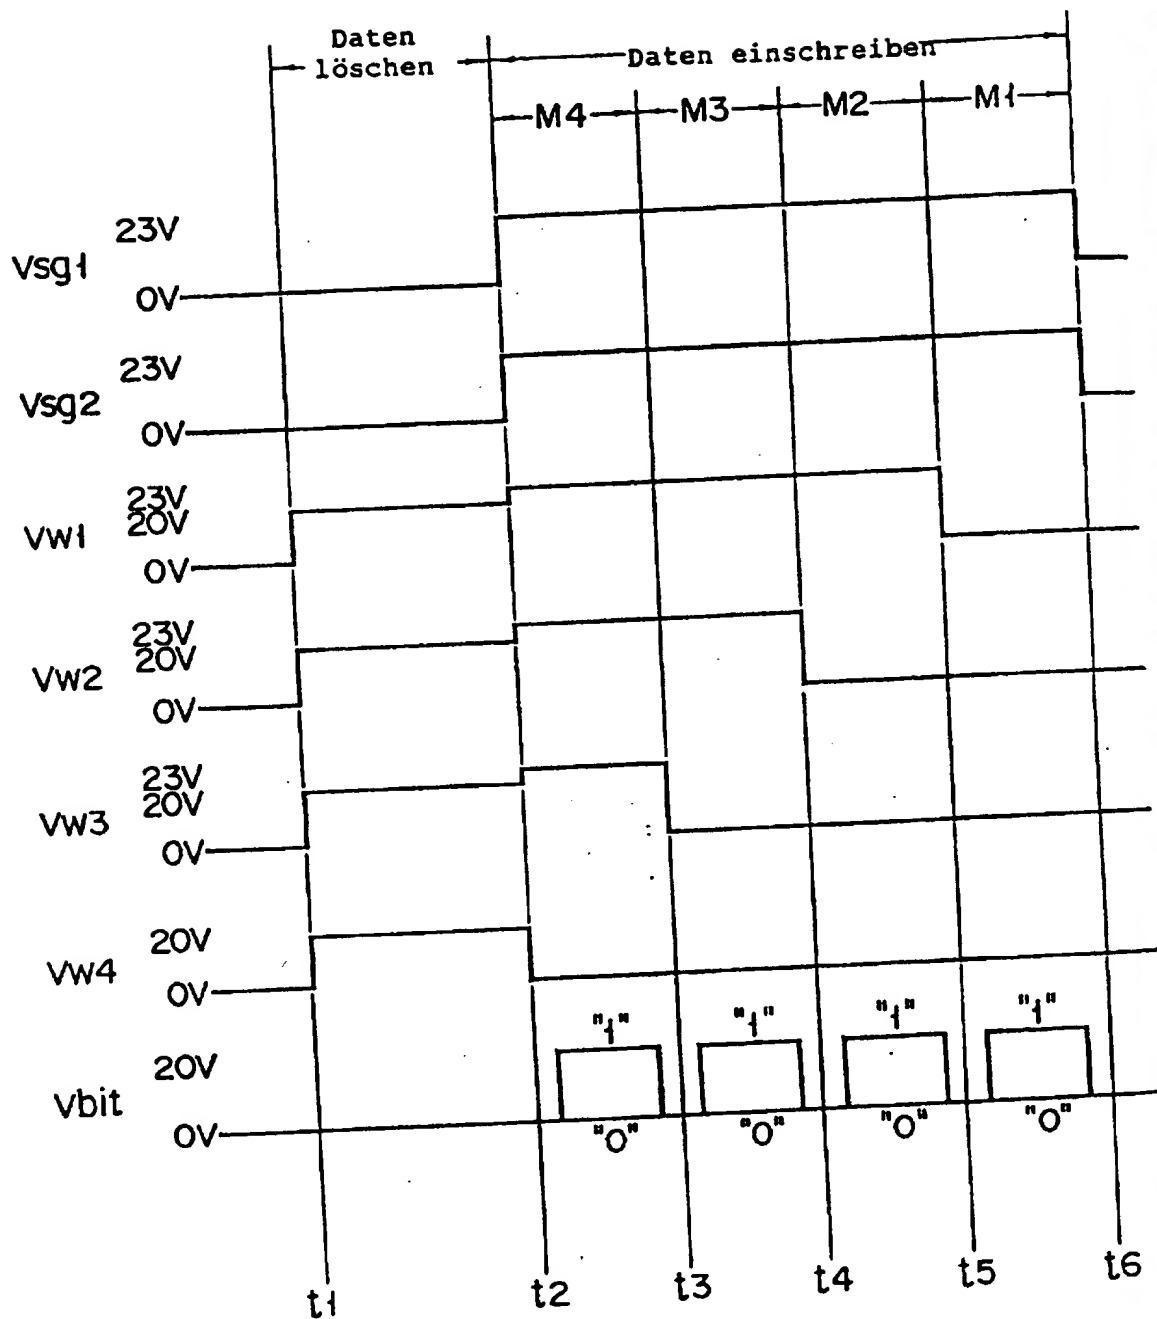 Daten
löschen
Daten einschreiben
M4 M3 M2 M1
23V
Vsg1
0V
23V
Vsg2
0V
23V
20V
Vw1
0V
23V
20V
Vw2
0V
23V
20V
Vw3
0V
20V
Vw4
0V
"1" "1" "1" "1"
20V
Vbit
0V
"0" "0" "0" "0"
t1 t2 t3 t4 t5 t6